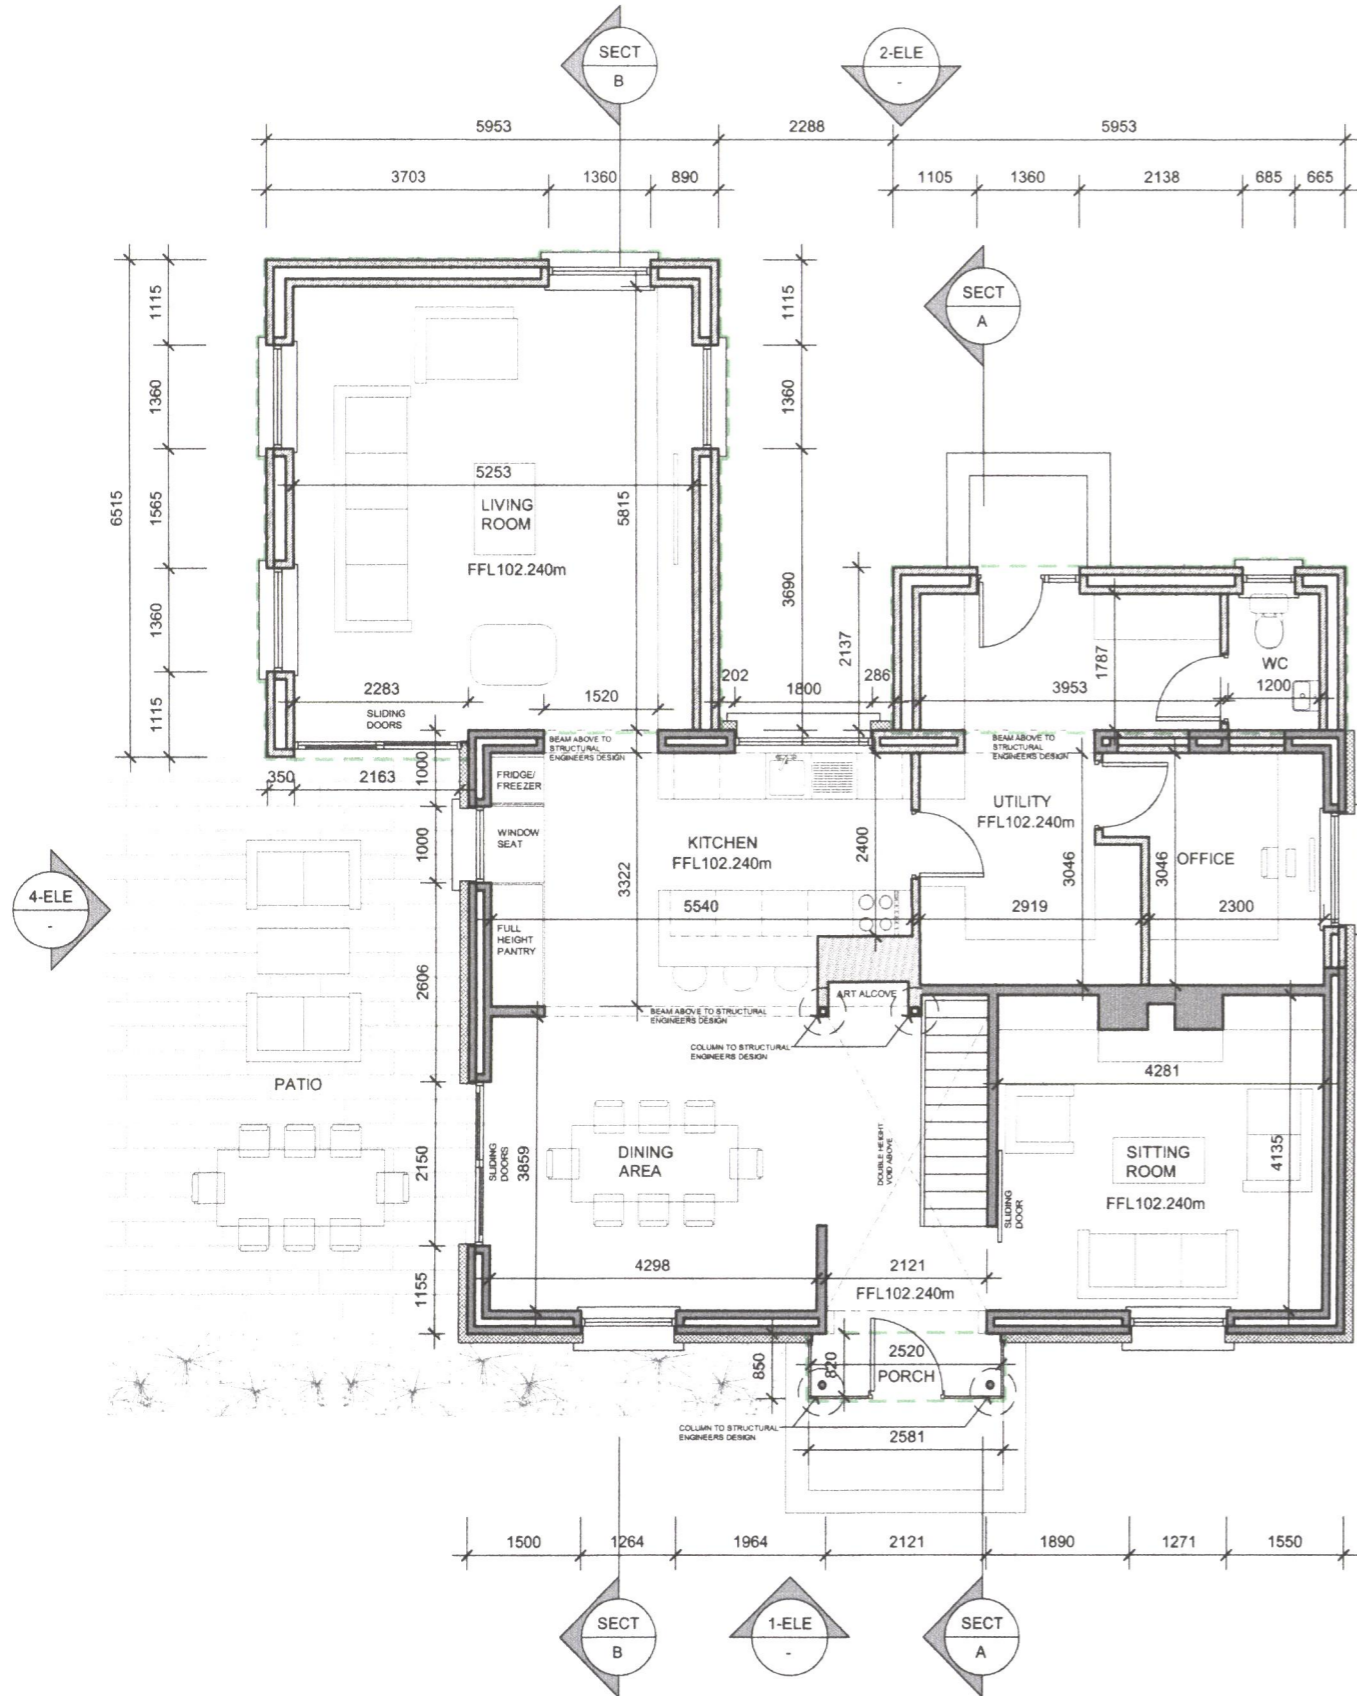 SECT
B
2-ELE
-
5953
2288
5953
3703
1360
890
1105
1360
2138
685
665
SECT
A
6515
1115
1360
1565
1360
1115
1115
1360
3690
5253
5815
LIVING
ROOM
FFL102.240m
2137
1787
WC
1200
2283
SLIDING
DOORS
1520
202
1800
286
3953
350
2163
1000
1000
2606
2150
1155
FRIDGE/
FREEZER
BEAM ABOVE TO
STRUCTURAL
ENGINEERS DESIGN
BEAM ABOVE TO
STRUCTURAL
ENGINEERS DESIGN
WINDOW
SEAT
KITCHEN
FFL102.240m
2400
3322
UTILITY
FFL102.240m
3046
3046
OFFICE
4-ELE
-
5540
2919
2300
FULL
HEIGHT
PANTRY
ART ALCOVE
BEAM ABOVE TO STRUCTURAL
ENGINEERS DESIGN
COLUMN TO STRUCTURAL
ENGINEERS DESIGN
PATIO
4281
SLIDING
DOORS
3859
DINING
AREA
DOUBLE HEIGHT
VOID ABOVE
SITTING
ROOM
FFL102.240m
4135
SLIDING
DOOR
4298
2121
FFL102.240m
850
820
2520
PORCH
COLUMN TO STRUCTURAL
ENGINEERS DESIGN
2581
1500
1264
1964
2121
1890
1271
1550
SECT
B
1-ELE
-
SECT
A